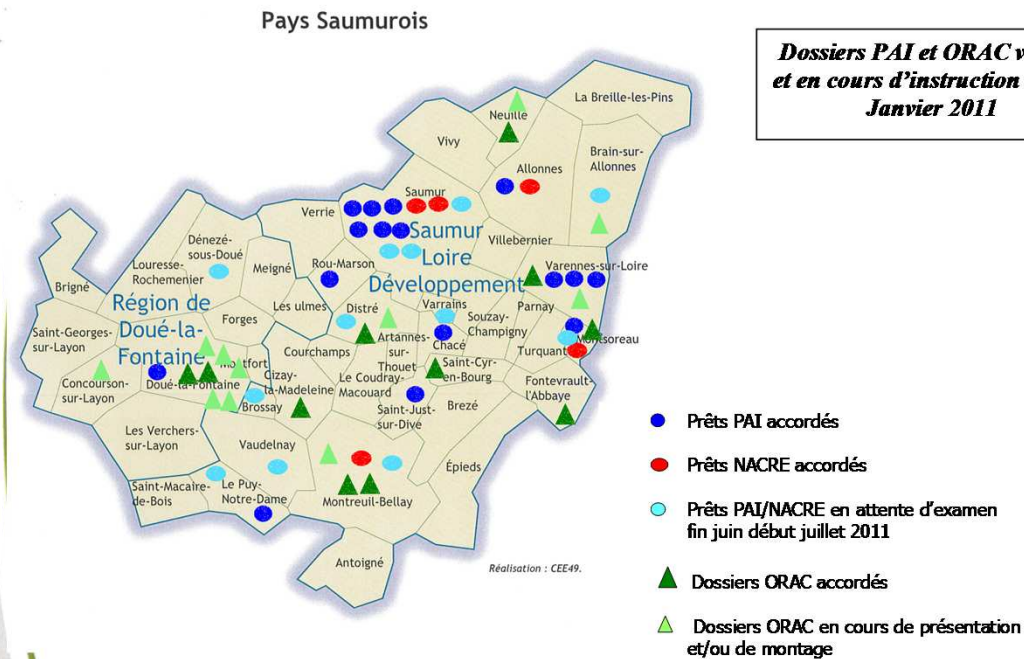 Pays Saumurois
Dossiers PAI et ORAC
et en cours d'instruction
Janvier 2011
La Breille-les-Pins
Neuille
Vivy
Brain-sur-
Allonnes
Allonnes
Saumur
Verrie
Saumur
Loire
Développement
Villebernier
Dénezé-
sous-Doué
Louresse-
Rochemenier
Meigné
Rou-Marson
Varennes-sur-Loire
Brigné
Région de
Doué-la-
Fontaine
Les ulmes
Distré
Varrains
Parnay
Souzay-
Champigny
Saint-Georges-
sur-Layon
Forges
Courchamps
Artannes-
sur-
Thouet
Chacé
Turquant
Montsoreau
Montfort
Doué-la-Fontaine
Cizay-
la-Madeleine
Le Coudray-
Macouard
Saint-Cyr-
en-Bourg
Concourson-
sur-Layon
Brossay
Saint-Just-
sur-Dive
Brezé
Fontevrault-
l'Abbaye
Les Verchers-
sur-Layon
Vaudelnay
Épieds
Saint-Macaire-
de-Bois
Le Puy-
Notre-Dame
Montreuil-Bellay
Antoigné
Réalisation : CEE49.
Prêts PAI accordés
Prêts NACRE accordés
Prêts PAI/NACRE en attente d'examen
fin juin début juillet 2011
Dossiers ORAC accordés
Dossiers ORAC en cours de présentation
et/ou de montage